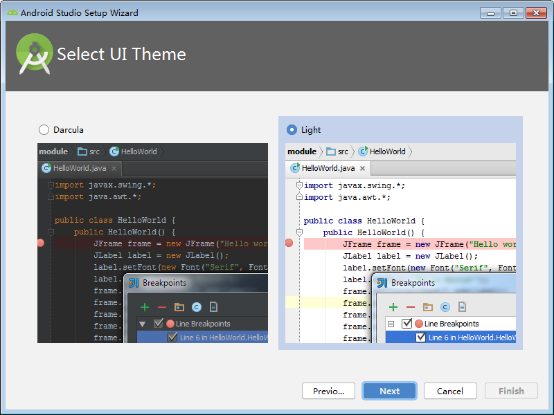 Android Studio Setup Wizard
Select UI Theme
Darcula
module src HelloWorld
HelloWorld.java
import javax.swing.*;
import java.awt.*;
public class HelloWorld {
public HelloWorld() {
JFrame frame = new JFrame("Hello wor
JLabel label = new JLabel();
label.setFont(new Font("Serif", Font
frame.
frame.
frame.
frame.
frame.
Breakpoints
Line Breakpoints
Line 6 in HelloWorld.HelloW
Light
module src HelloWorld
HelloWorld.java
import javax.swing.*;
import java.awt.*;
public class HelloWorld {
public HelloWorld() {
JFrame frame = new JFrame("Hello wor
JLabel label = new JLabel();
label.setFont(new Font("Serif", Font
frame.
frame.
frame.
frame.
frame.
Breakpoints
Line Breakpoints
Line 6 in HelloWorld.HelloW
Previo...
Next
Cancel
Finish